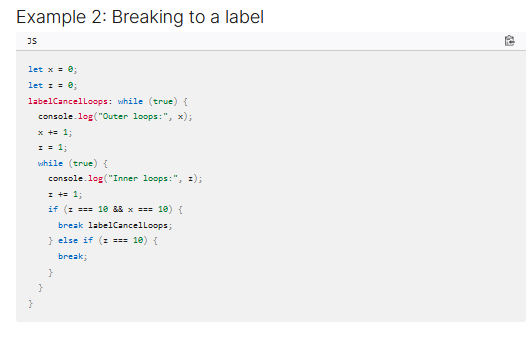 Example 2: Breaking to a label
JS
let x = 0;
let z = 0;
labelCancelLoops: while (true) {
  console.log("Outer loops:", x);
  x += 1;
  z = 1;
  while (true) {
    console.log("Inner loops:", z);
    z += 1;
    if (z === 10 && x === 10) {
      break labelCancelLoops;
    } else if (z === 10) {
      break;
    }
  }
}